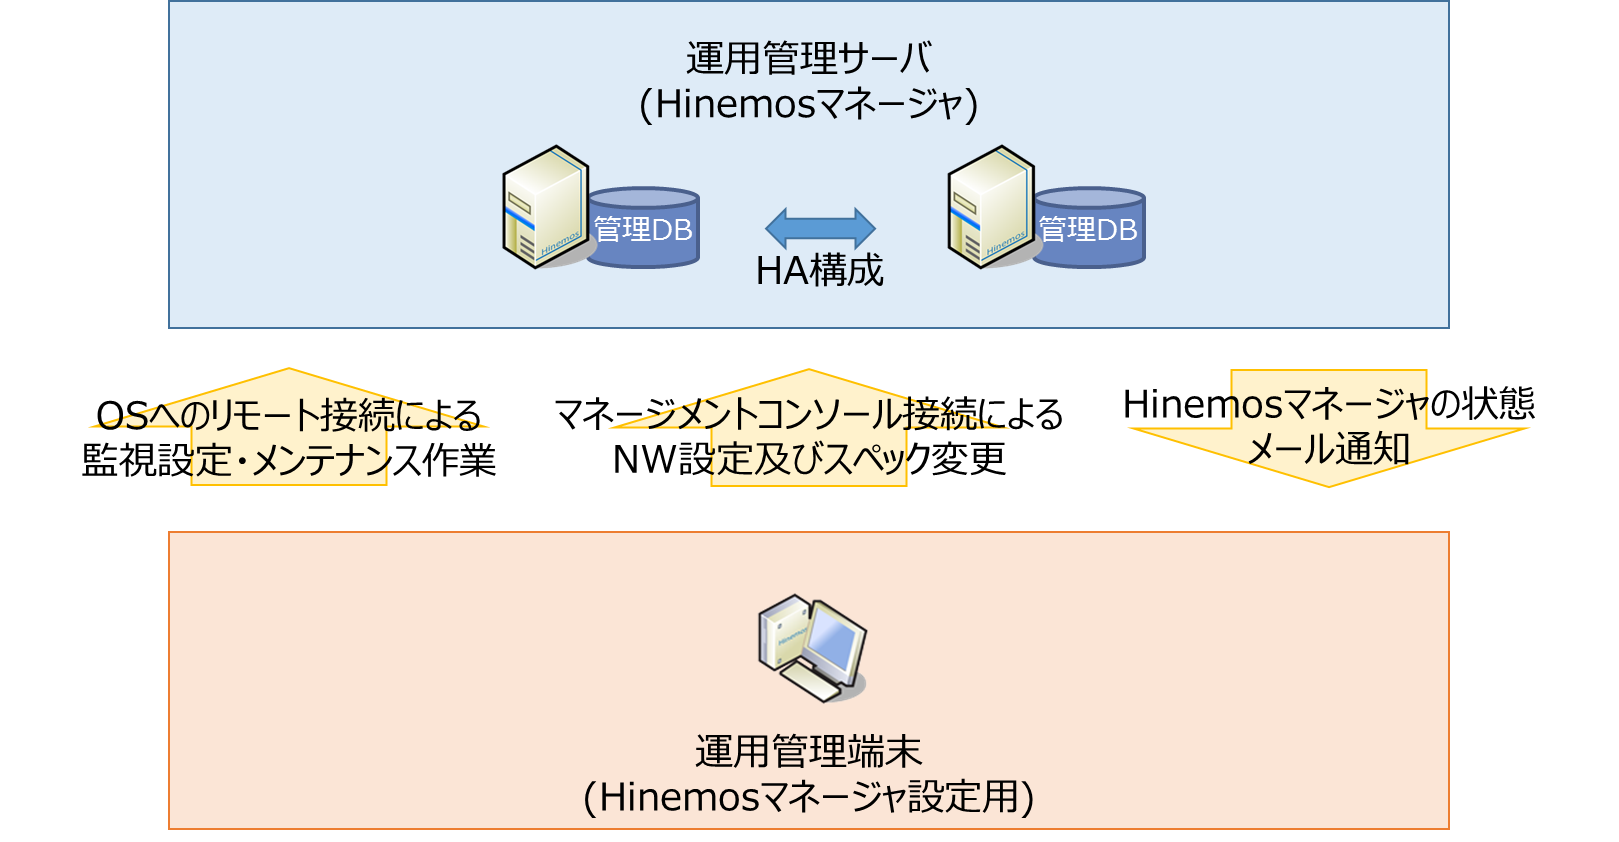 運用管理サーバ
(Hinemosマネージャ)
Hinemos
管理DB
Hinemos
管理DB
HA構成
OSへのリモート接続による
監視設定・メンテナンス作業
マネージメントコンソール接続による
NW設定及びスペック変更
Hinemosマネージャの状態
メール通知
Hinemos
運用管理端末
(Hinemosマネージャ設定用)